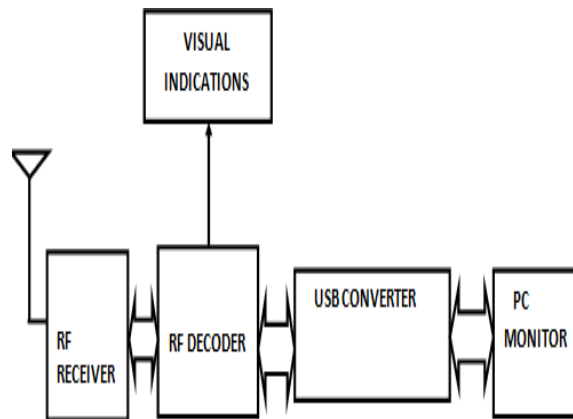 VISUAL
INDICATIONS
RF
RECEIVER
RF DECODER
USB CONVERTER
PC
MONITOR